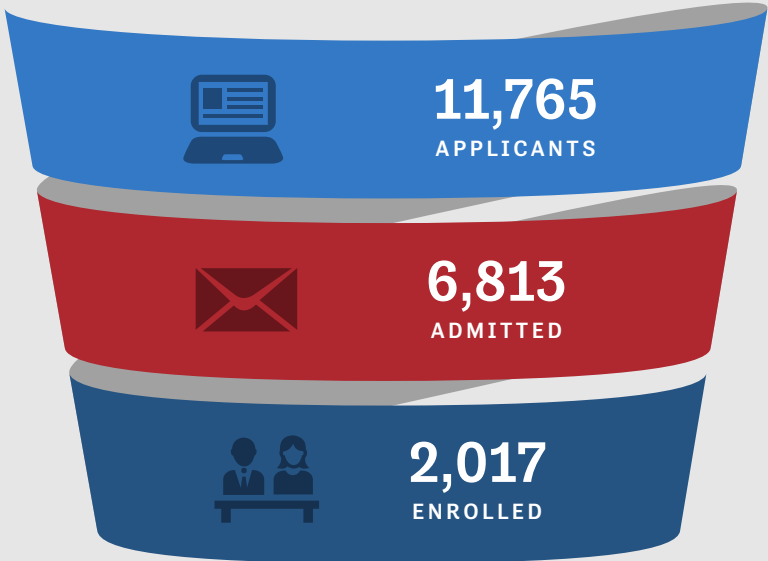 11,765
APPLICANTS
6,813
ADMITTED
2,017
ENROLLED